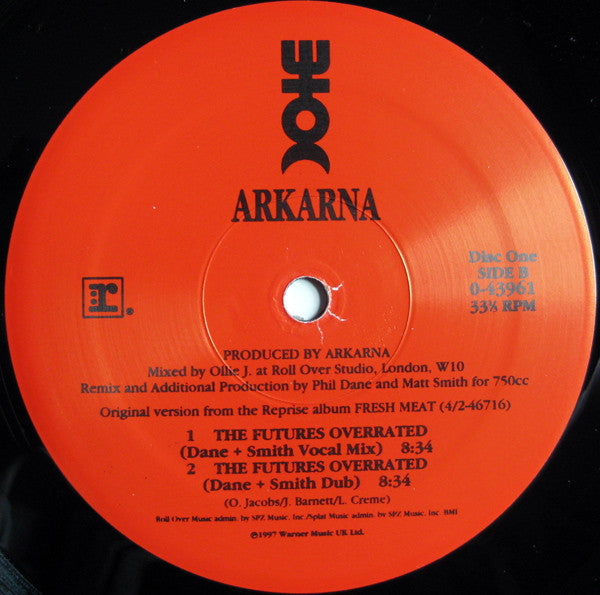 ARKARNA
Disc One
SIDE B
0-43961
33⅓ RPM
r ®
PRODUCED BY ARKARNA
Mixed by Ollie J. at Roll Over Studio, London, W10
Remix and Additional Production by Phil Dane and Matt Smith for 750cc
Original version from the Reprise album FRESH MEAT (4/2-46716)
1 THE FUTURES OVERRATED
(Dane + Smith Vocal Mix) 8:34
2 THE FUTURES OVERRATED
(Dane + Smith Dub) 8:34
(O. Jacobs/J. Barnett/L. Creme)
Roll Over Music admin. by SPZ Music. Inc./Splat Music admin. by SPZ Music. Inc. BMI
℗1997 Warner Music UK Ltd.